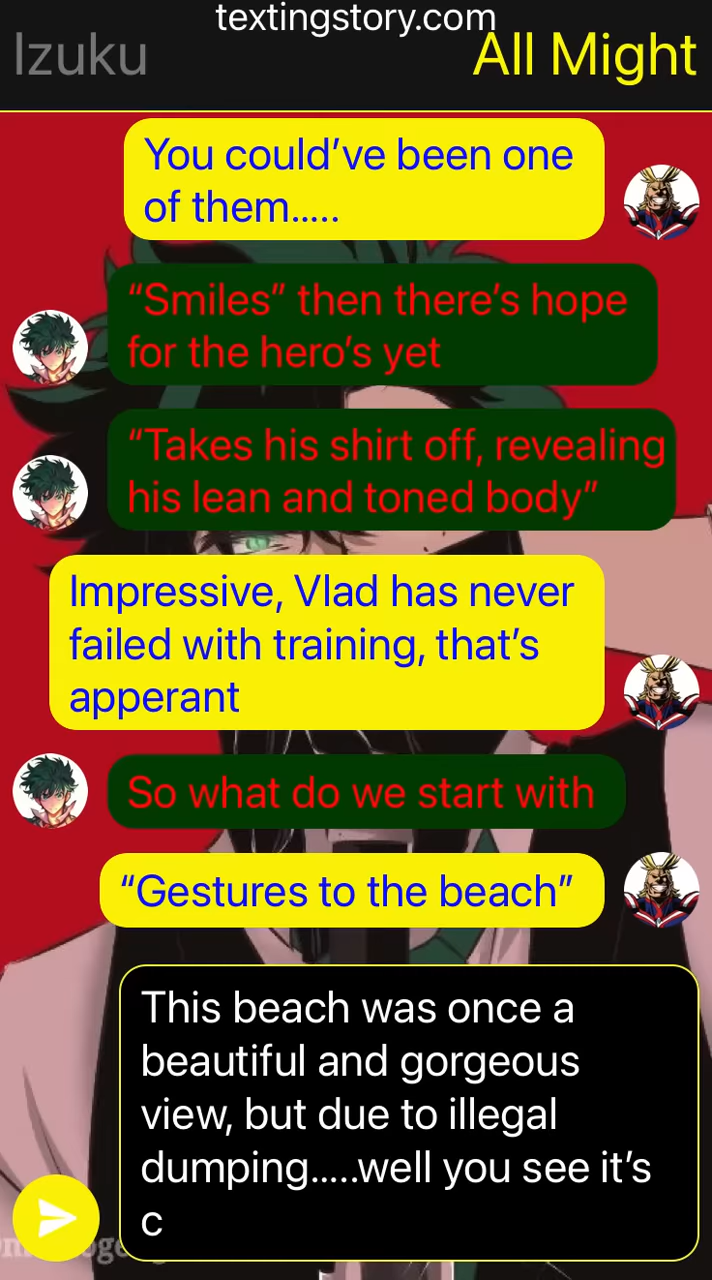 textingstory.com
Izuku
All Might
You could’ve been one
of them.....
“Smiles” then there’s hope
for the hero’s yet
“Takes his shirt off, revealing
his lean and toned body”
Impressive, Vlad has never
failed with training, that’s
apperant
So what do we start with
“Gestures to the beach”
This beach was once a
beautiful and gorgeous
view, but due to illegal
dumping.....well you see it’s
c